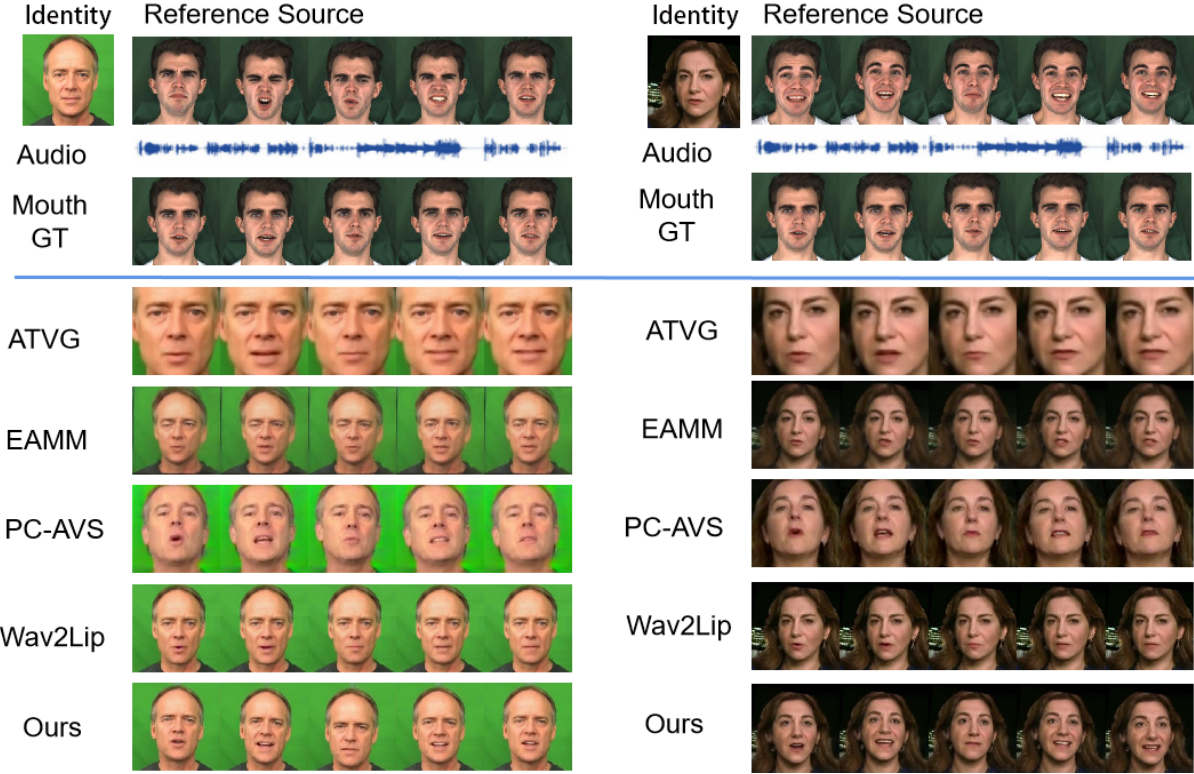 Identity Reference Source
Audio
Mouth
GT
ATVG
EAMM
PC-AVS
Wav2Lip
Ours
Identity Reference Source
Audio
Mouth
GT
ATVG
EAMM
PC-AVS
Wav2Lip
Ours